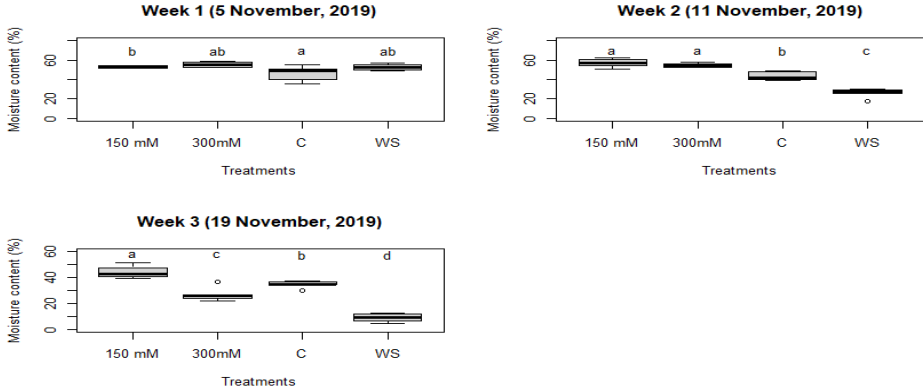 Week 1 (5 November, 2019)
Moisture content (%)
60
20
0
b ab a ab
150 mM 300mM C WS
Treatments
Week 2 (11 November, 2019)
Moisture content (%)
60
20
0
a a b c
150 mM 300mM C WS
Treatments
Week 3 (19 November, 2019)
Moisture content (%)
60
40
20
0
a c b d
150 mM 300mM C WS
Treatments